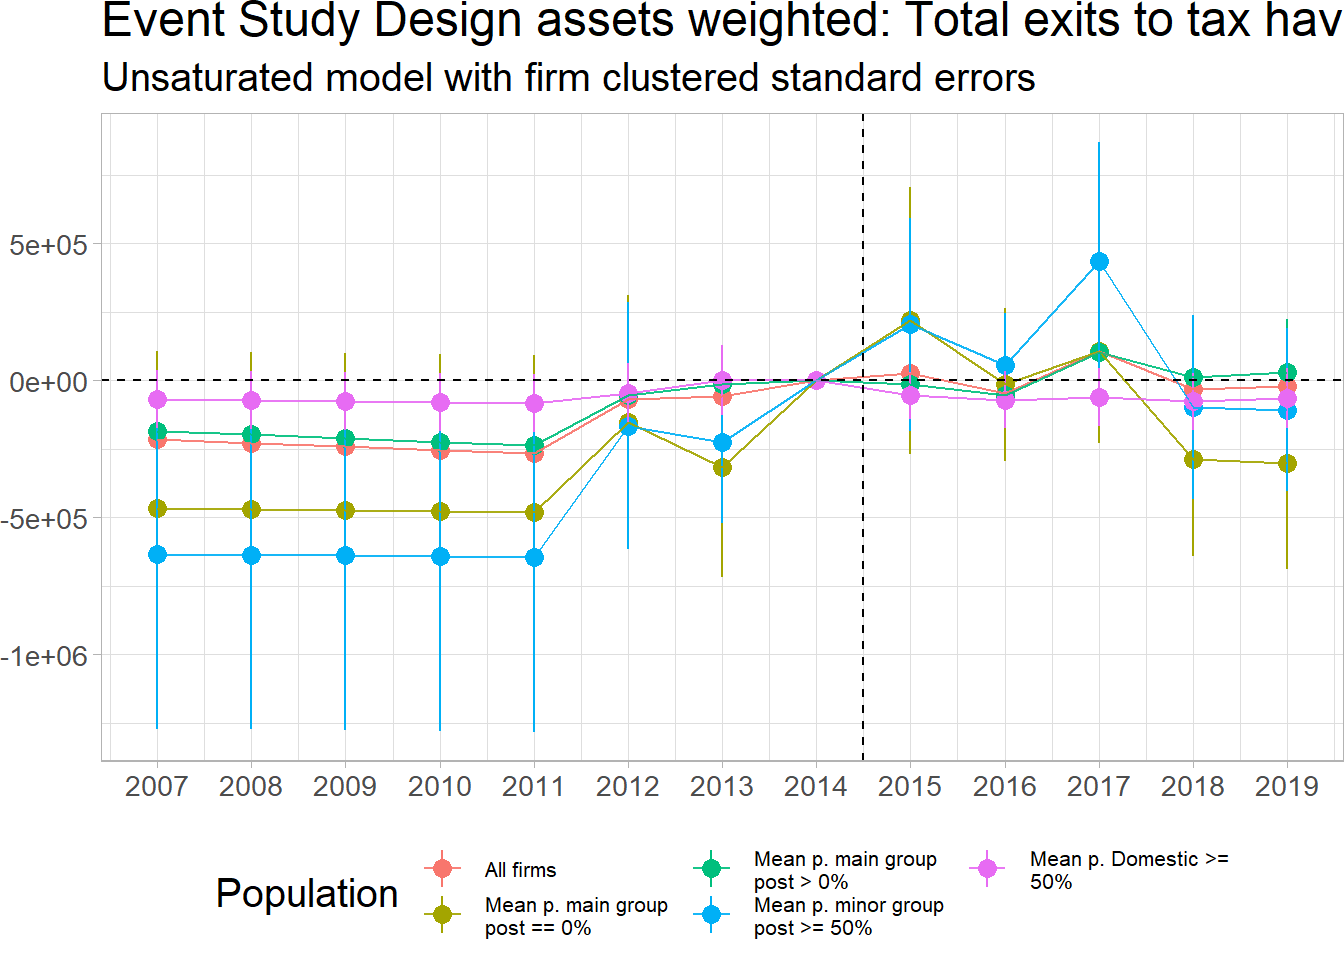 Event Study Design assets weighted: Total exits to tax hav
Unsaturated model with firm clustered standard errors
5e+05
0e+00
-5e+05
-1e+06
2007 2008 2009 2010 2011 2012 2013 2014 2015 2016 2017 2018 2019
Population
All firms
Mean p. main group
post == 0%
Mean p. main group
post > 0%
Mean p. minor group
post >= 50%
Mean p. Domestic >=
50%